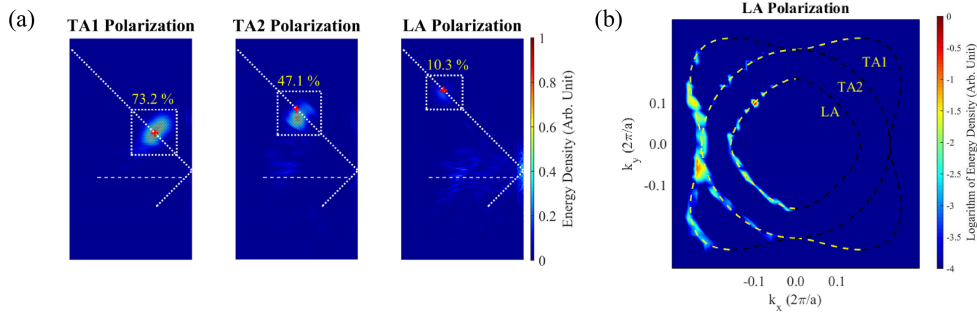 (a)
TA1 Polarization
TA2 Polarization
LA Polarization
73.2 %
47.1 %
10.3 %
1
0.8
0.6
0.4
0.2
0
Energy Density (Arb. Unit)
(b)
LA Polarization
TA1
TA2
LA
0.1
0.0
-0.1
k_y (2π/a)
-0.1
0.0
0.1
k_x (2π/a)
0
-0.5
-1
-1.5
-2
-2.5
-3
-3.5
-4
Logarithm of Energy Density (Arb. Unit)